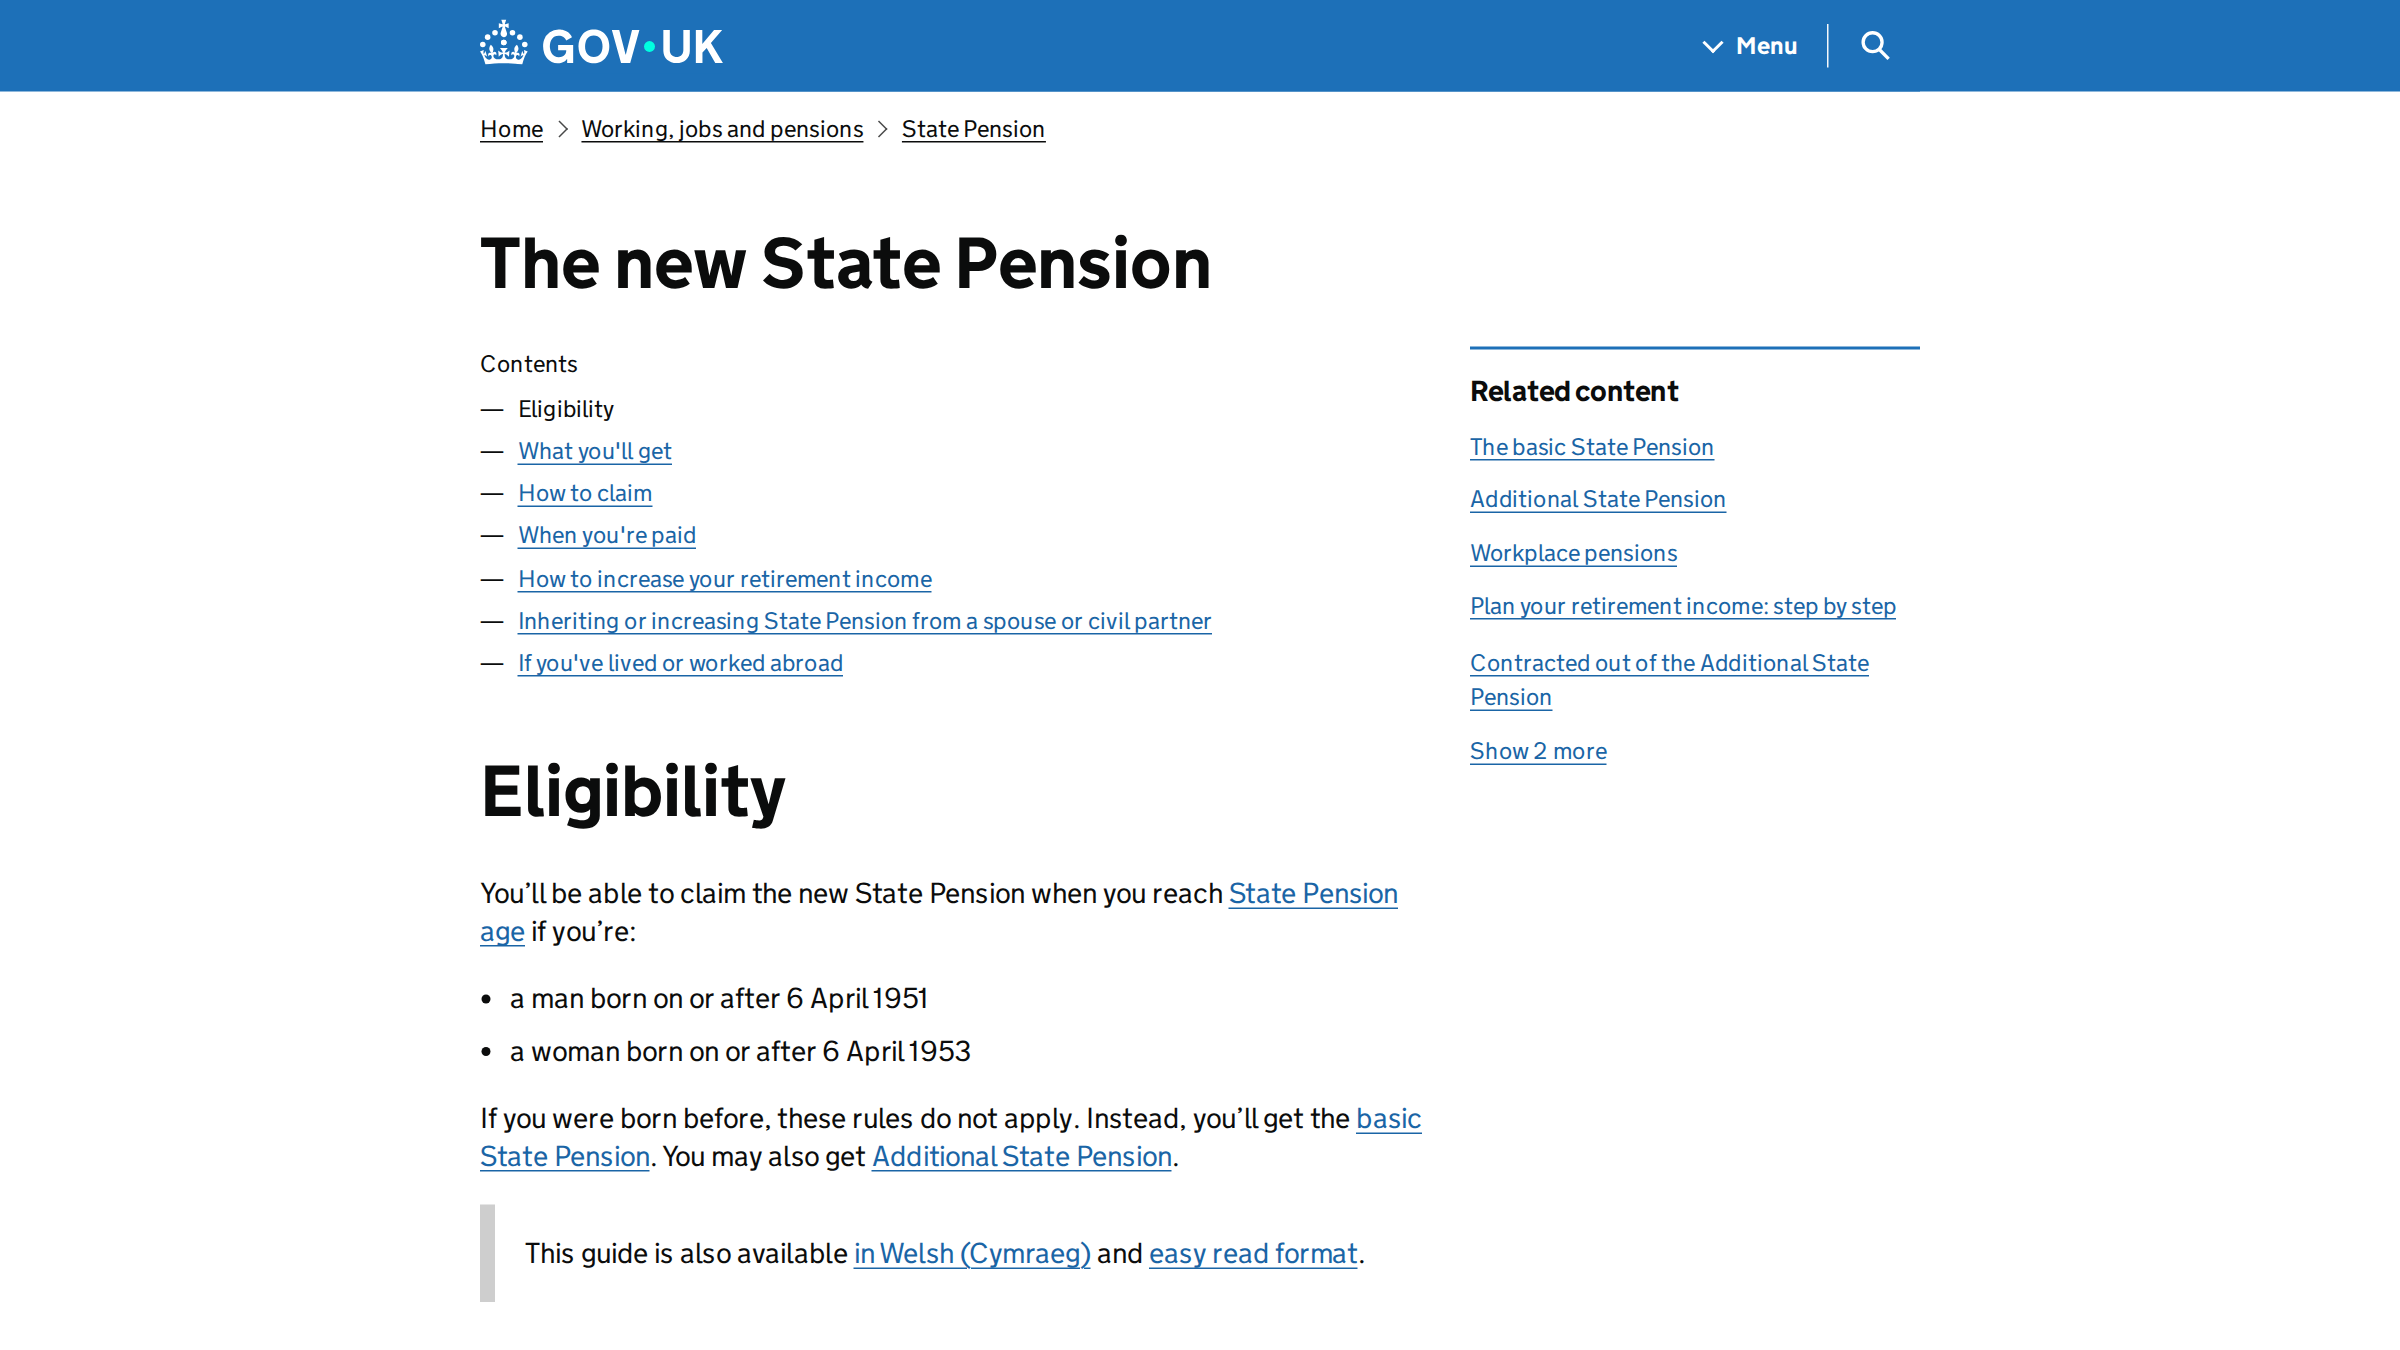 GOV·UK
Menu
Home > Working, jobs and pensions > State Pension
The new State Pension
Contents
— Eligibility
— What you'll get
— How to claim
— When you're paid
— How to increase your retirement income
— Inheriting or increasing State Pension from a spouse or civil partner
— If you've lived or worked abroad
Related content
The basic State Pension
Additional State Pension
Workplace pensions
Plan your retirement income: step by step
Contracted out of the Additional State
Pension
Show 2 more
Eligibility
You’ll be able to claim the new State Pension when you reach State Pension
age if you’re:
• a man born on or after 6 April 1951
• a woman born on or after 6 April 1953
If you were born before, these rules do not apply. Instead, you’ll get the basic
State Pension. You may also get Additional State Pension.
This guide is also available in Welsh (Cymraeg) and easy read format.